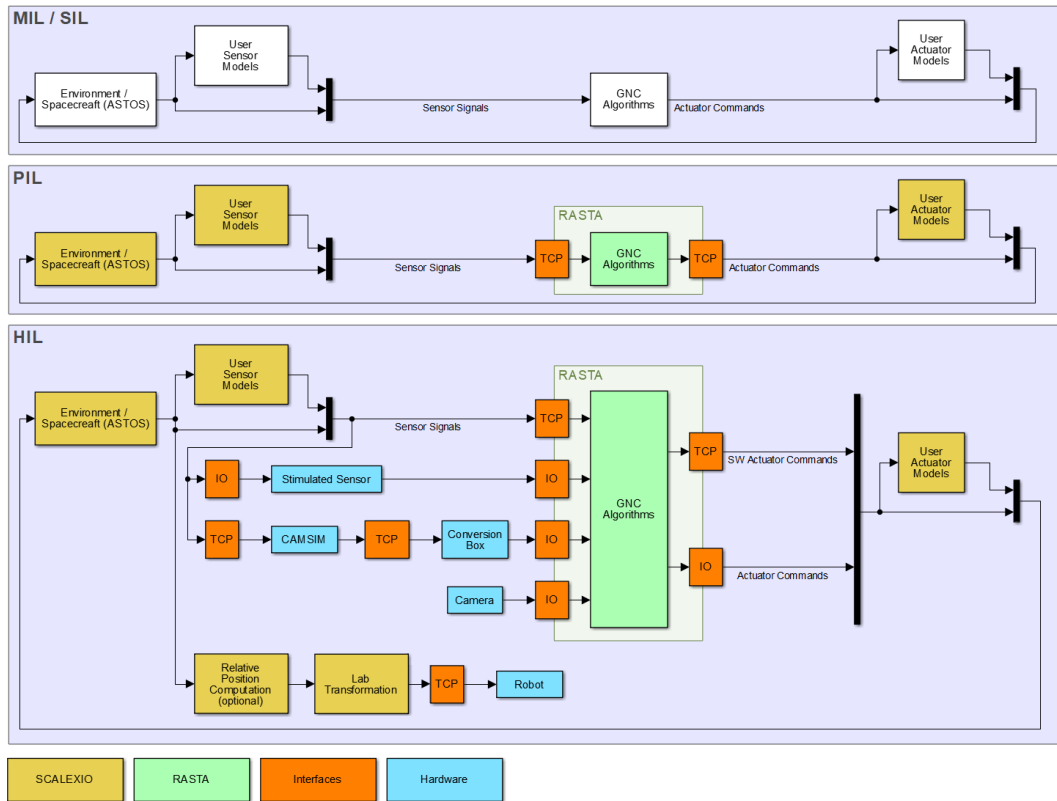 MIL / SIL
User
Sensor
Models
User
Actuator
Models
Environment /
Spacecreaft (ASTOS)
GNC
Algorithms
Sensor Signals
Actuator Commands
PIL
User
Sensor
Models
User
Actuator
Models
RASTA
Environment /
Spacecreaft (ASTOS)
TCP
GNC
Algorithms
TCP
Sensor Signals
Actuator Commands
HIL
User
Sensor
Models
RASTA
Environment /
Spacecreaft (ASTOS)
Sensor Signals
TCP
TCP
SW Actuator Commands
User
Actuator
Models
IO
Stimulated Sensor
IO
GNC
Algorithms
TCP
CAMSIM
TCP
Conversion
Box
IO
IO
Actuator Commands
Camera
IO
Relative
Position
Computation
(optional)
Lab
Transformation
TCP
Robot
SCALEXIO
RASTA
Interfaces
Hardware